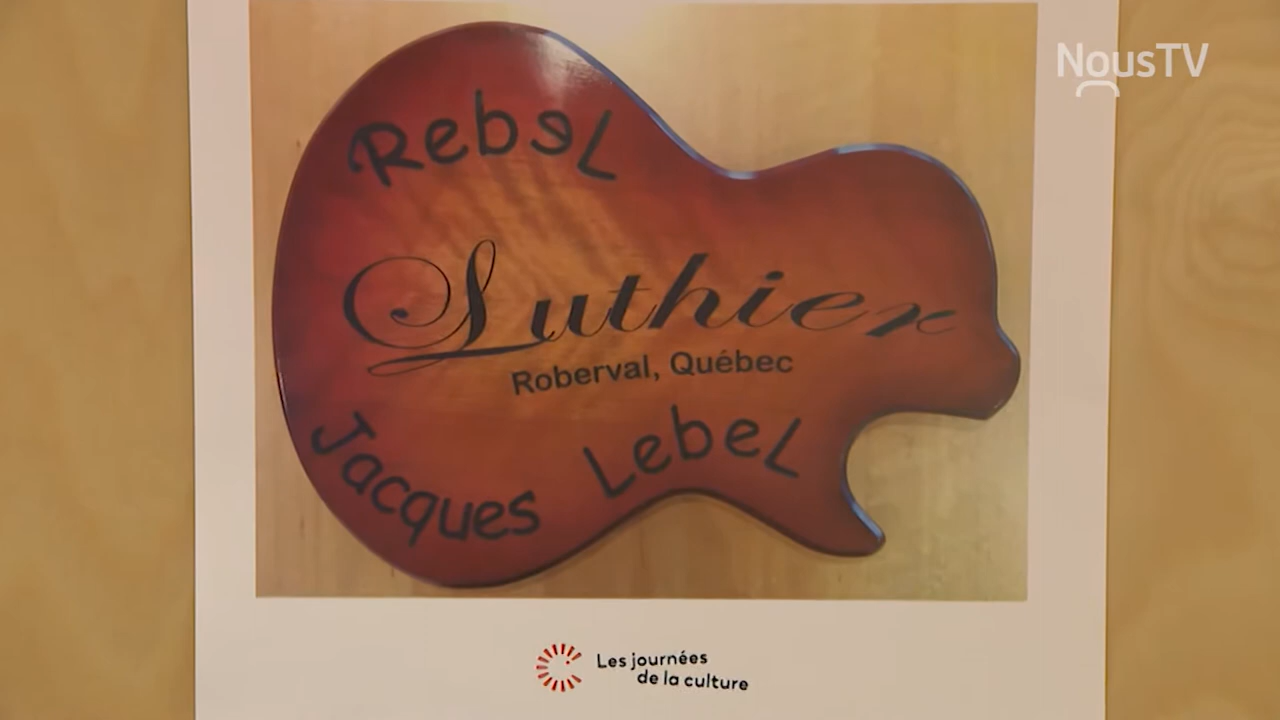 NousTV
Rebel
Luthier
Roberval, Québec
Jacques Lebel
Les journées
de la culture